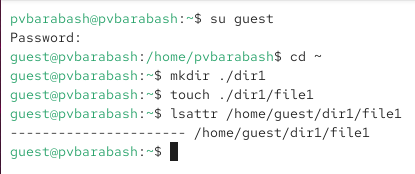 pvbarabash@pvbarabash:~$ su guest
Password:
guest@pvbarabash:/home/pvbarabash$ cd ~
guest@pvbarabash:~$ mkdir ./dir1
guest@pvbarabash:~$ touch ./dir1/file1
guest@pvbarabash:~$ lsattr /home/guest/dir1/file1
---------------------- /home/guest/dir1/file1
guest@pvbarabash:~$